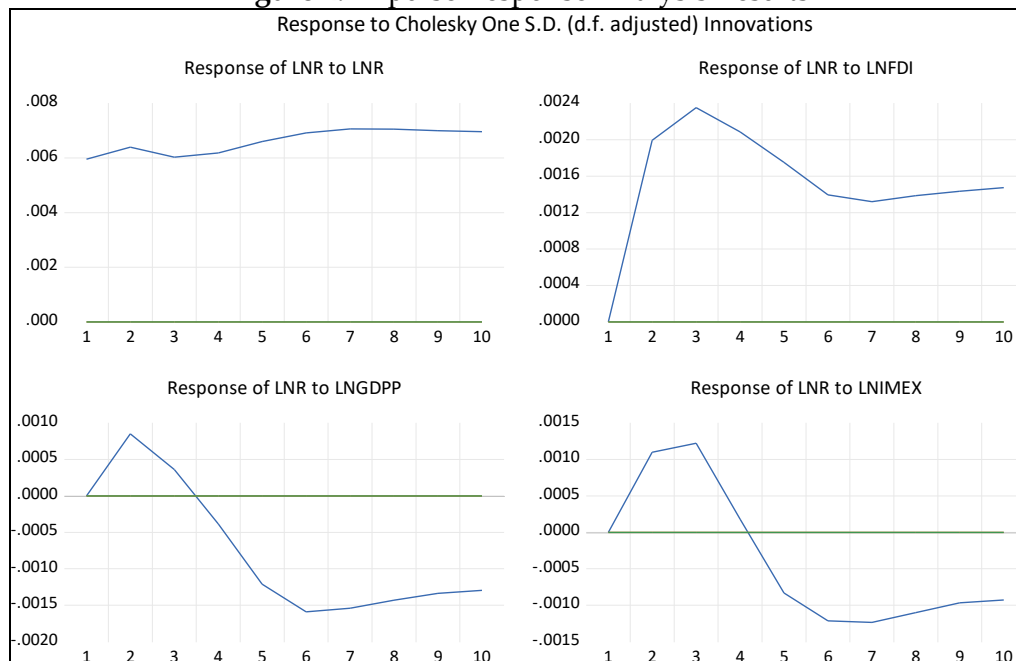 Response to Cholesky One S.D. (d.f. adjusted) Innovations
Response of LNR to LNR
.008
.006
.004
.002
.000
1 2 3 4 5 6 7 8 9 10
Response of LNR to LNFDI
.0024
.0020
.0016
.0012
.0008
.0004
.0000
1 2 3 4 5 6 7 8 9 10
Response of LNR to LNGDPP
.0010
.0005
.0000
-.0005
-.0010
-.0015
-.0020
1 2 3 4 5 6 7 8 9 10
Response of LNR to LNIMEX
.0015
.0010
.0005
.0000
-.0005
-.0010
-.0015
1 2 3 4 5 6 7 8 9 10